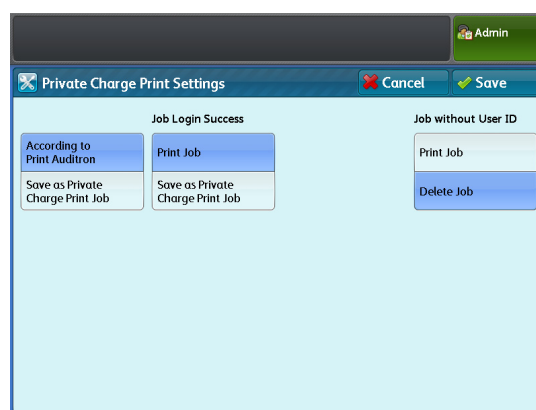 Admin
Private Charge Print Settings
Cancel
Save
Job Login Success
Job without User ID
According to
Print Auditron
Print Job
Print Job
Save as Private
Charge Print Job
Save as Private
Charge Print Job
Delete Job